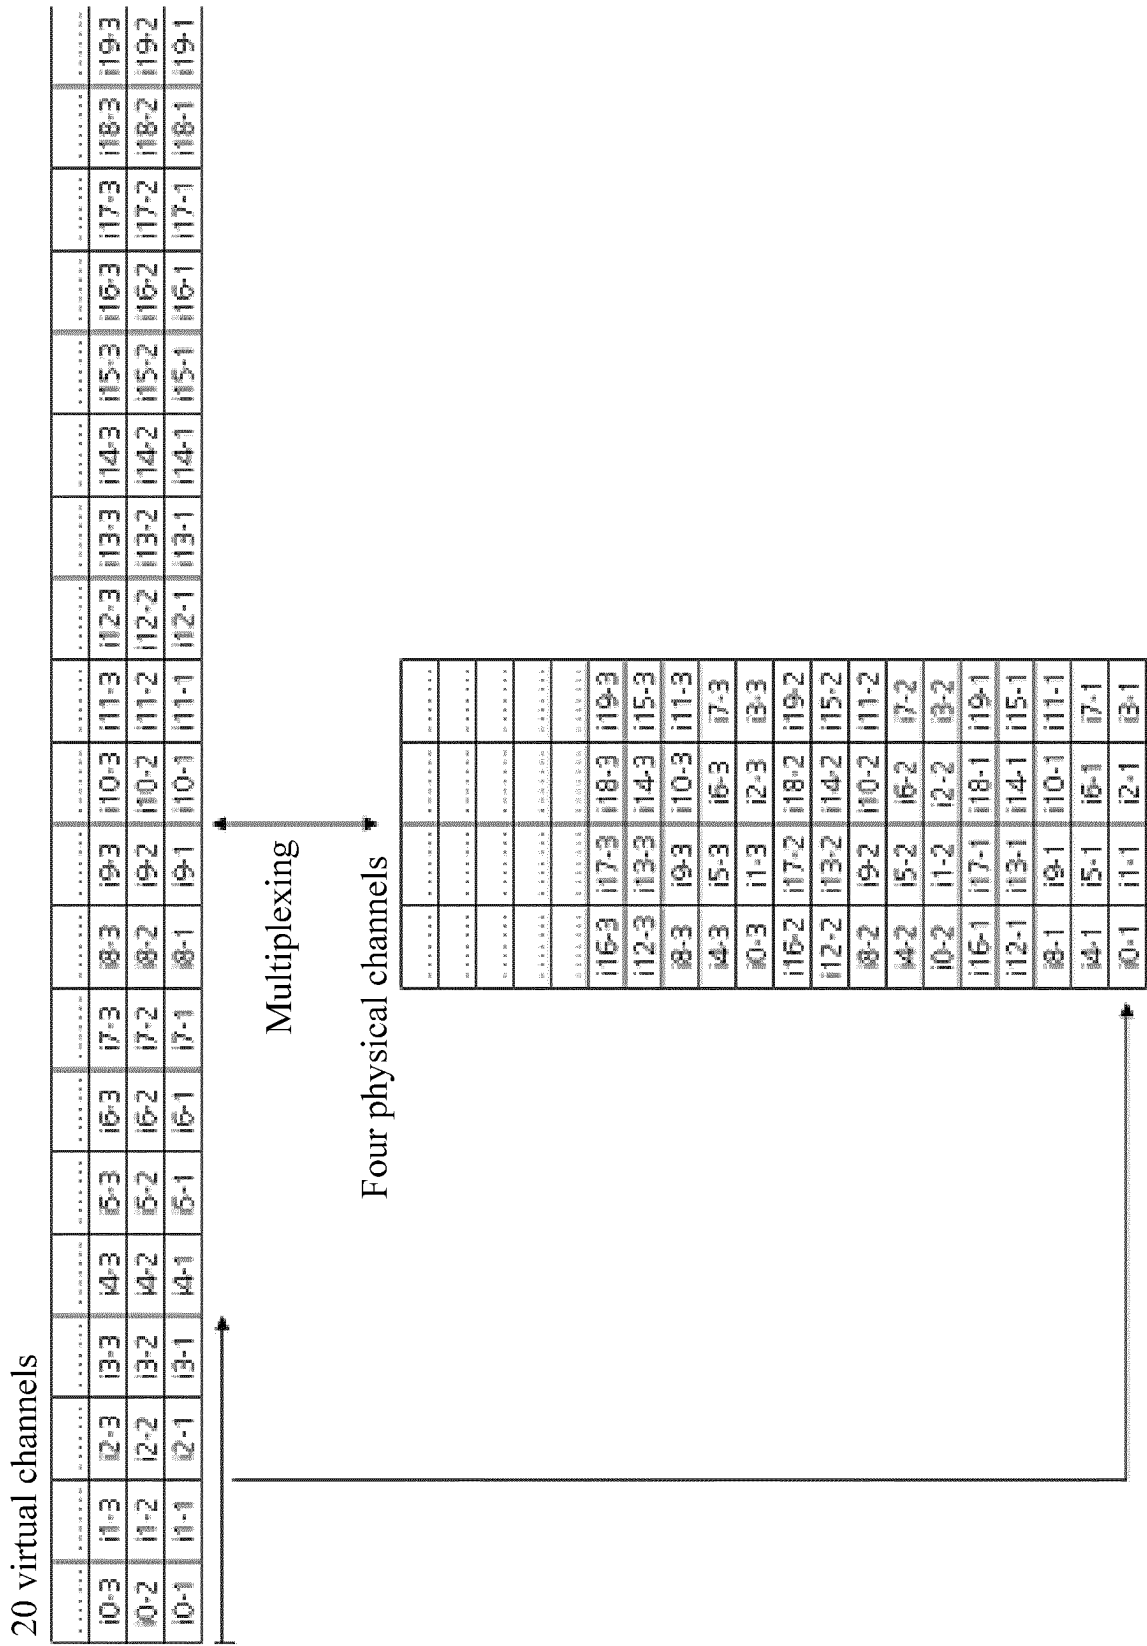 20 virtual channels
i0-3 i1-3 i2-3 i3-3 i4-3 i5-3 i6-3 i7-3 i8-3 i9-3 i10-3 i11-3 i12-3 i13-3 i14-3 i15-3 i16-3 i17-3 i18-3 i19-3
i0-2 i1-2 i2-2 i3-2 i4-2 i5-2 i6-2 i7-2 i8-2 i9-2 i10-2 i11-2 i12-2 i13-2 i14-2 i15-2 i16-2 i17-2 i18-2 i19-2
i0-1 i1-1 i2-1 i3-1 i4-1 i5-1 i6-1 i7-1 i8-1 i9-1 i10-1 i11-1 i12-1 i13-1 i14-1 i15-1 i16-1 i17-1 i18-1 i19-1
Multiplexing
Four physical channels
i16-3 i17-3 i18-3 i19-3
i12-3 i13-3 i14-3 i15-3
i8-3 i9-3 i10-3 i11-3
i4-3 i5-3 i6-3 i7-3
i0-3 i1-3 i2-3 i3-3
i16-2 i17-2 i18-2 i19-2
i12-2 i13-2 i14-2 i15-2
i8-2 i9-2 i10-2 i11-2
i4-2 i5-2 i6-2 i7-2
i0-2 i1-2 i2-2 i3-2
i16-1 i17-1 i18-1 i19-1
i12-1 i13-1 i14-1 i15-1
i8-1 i9-1 i10-1 i11-1
i4-1 i5-1 i6-1 i7-1
i0-1 i1-1 i2-1 i3-1